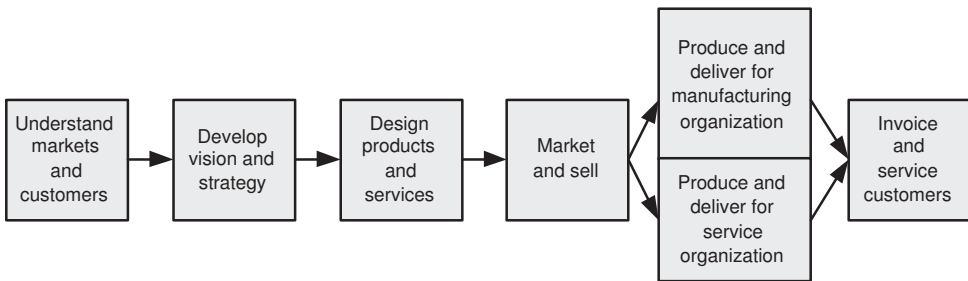 Understand
markets
and
customers
Develop
vision and
strategy
Design
products
and
services
Market
and sell
Produce and
deliver for
manufacturing
organization
Produce and
deliver for
service
organization
Invoice
and
service
customers